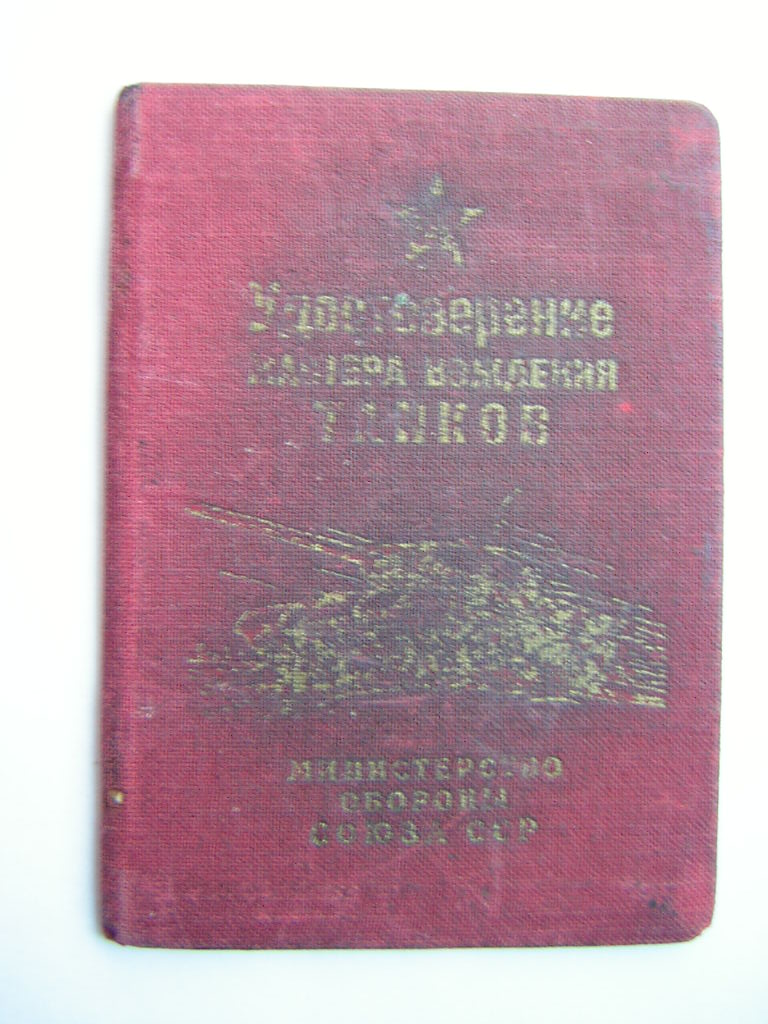 Удостоверение
МАСТЕРА ВОЖДЕНИЯ
ТАНКОВ
МИНИСТЕРСТВО
ОБОРОНЫ
СОЮЗА ССР